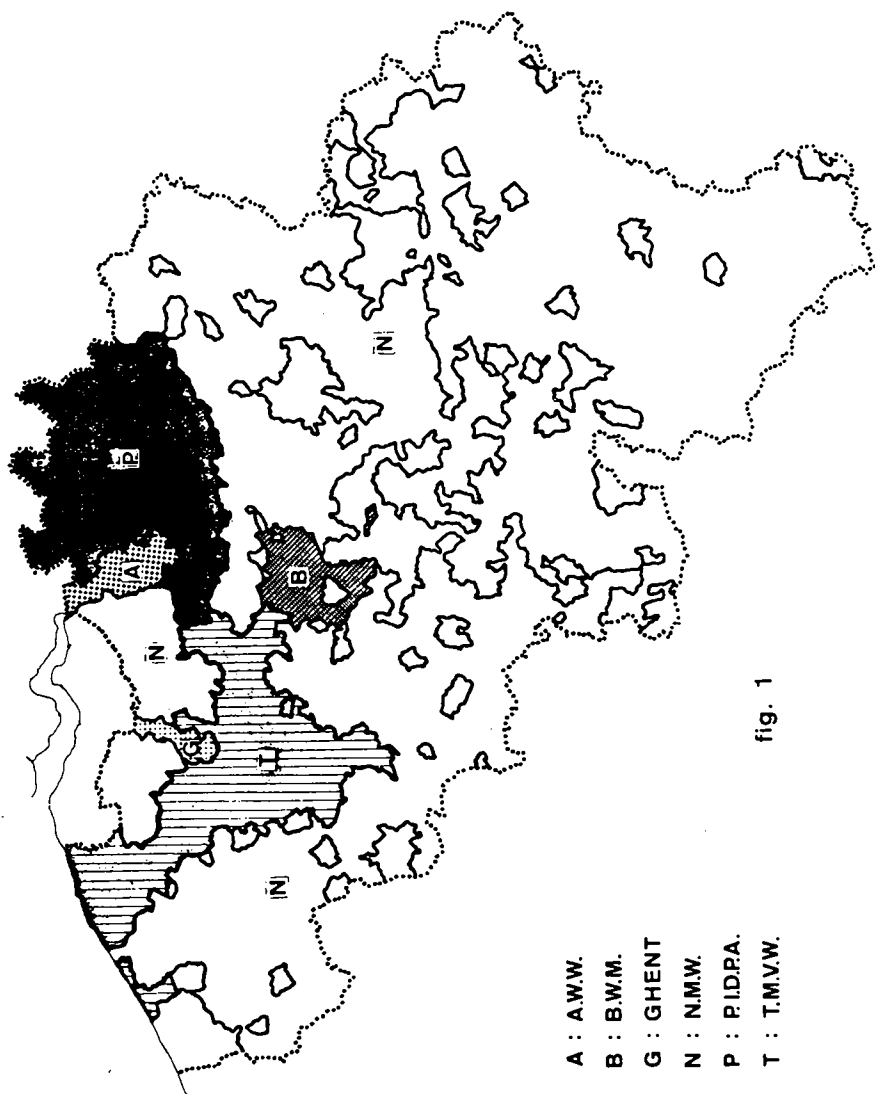 P
A
N
B
N
G
T
N
A : A.W.W.
B : B.W.M.
G : GHENT
N : N.M.W.
P : P.I.D.P.A.
T : T.M.V.W.
fig. 1